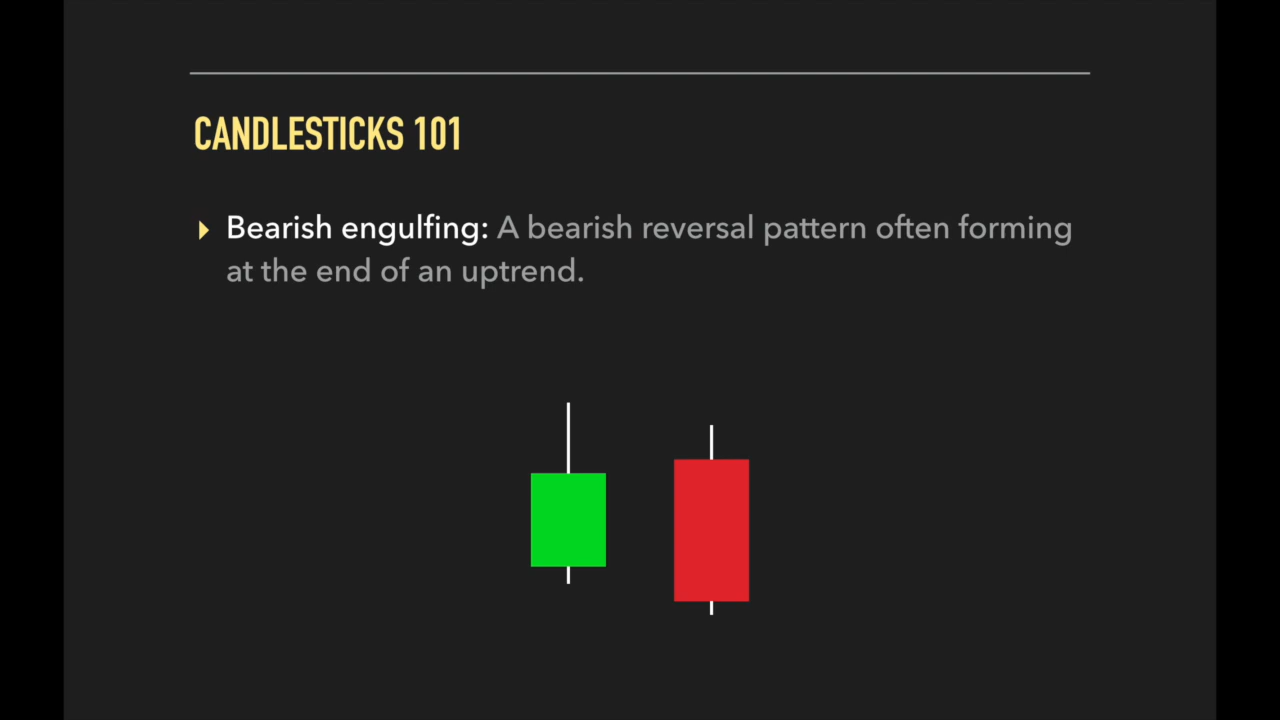 CANDLESTICKS 101
Bearish engulfing: A bearish reversal pattern often forming
at the end of an uptrend.